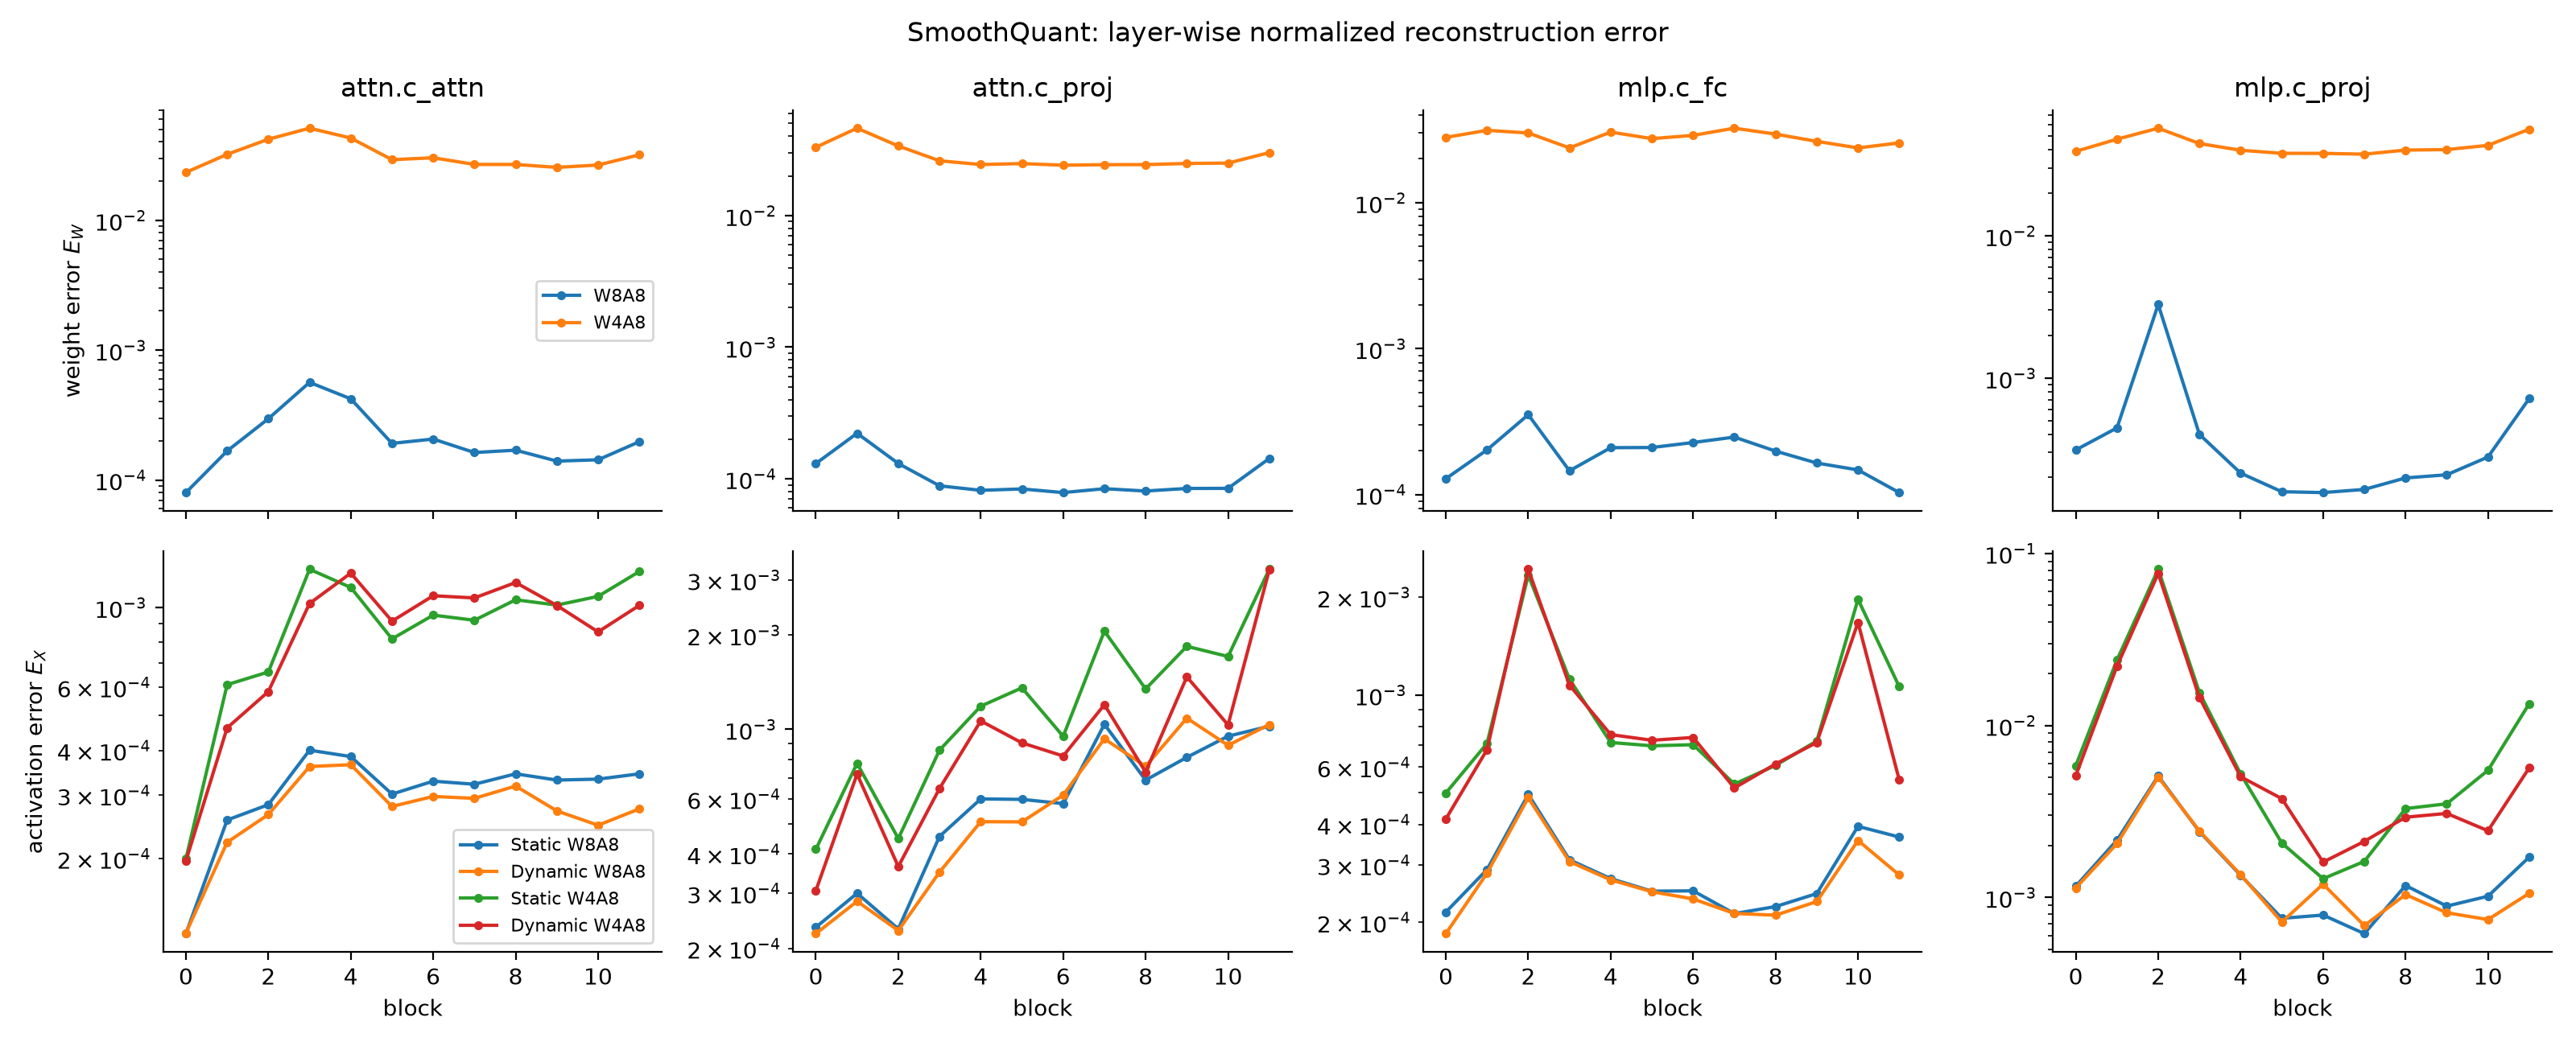 SmoothQuant: layer-wise normalized reconstruction error
attn.c_attn
attn.c_proj
mlp.c_fc
mlp.c_proj
weight error E_W
10⁻²
10⁻³
10⁻⁴
W8A8
W4A8
10⁻²
10⁻³
10⁻⁴
10⁻²
10⁻³
10⁻⁴
10⁻²
10⁻³
activation error E_X
10⁻³
6 × 10⁻⁴
4 × 10⁻⁴
3 × 10⁻⁴
2 × 10⁻⁴
Static W8A8
Dynamic W8A8
Static W4A8
Dynamic W4A8
0 2 4 6 8 10
block
3 × 10⁻³
2 × 10⁻³
10⁻³
6 × 10⁻⁴
4 × 10⁻⁴
3 × 10⁻⁴
2 × 10⁻⁴
0 2 4 6 8 10
block
2 × 10⁻³
10⁻³
6 × 10⁻⁴
4 × 10⁻⁴
3 × 10⁻⁴
2 × 10⁻⁴
0 2 4 6 8 10
block
10⁻¹
10⁻²
10⁻³
0 2 4 6 8 10
block